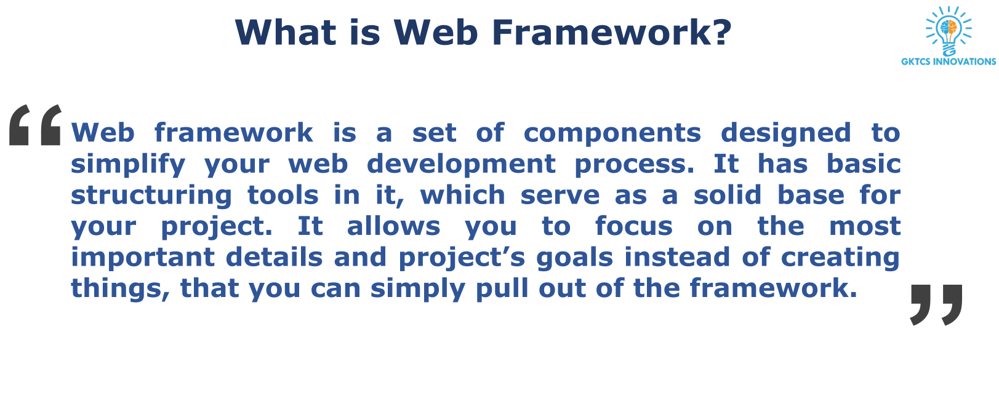 What is Web Framework?
GKTCS INNOVATIONS
“Web framework is a set of components designed to
simplify your web development process. It has basic
structuring tools in it, which serve as a solid base for
your project. It allows you to focus on the most
important details and project’s goals instead of creating
things, that you can simply pull out of the framework.”